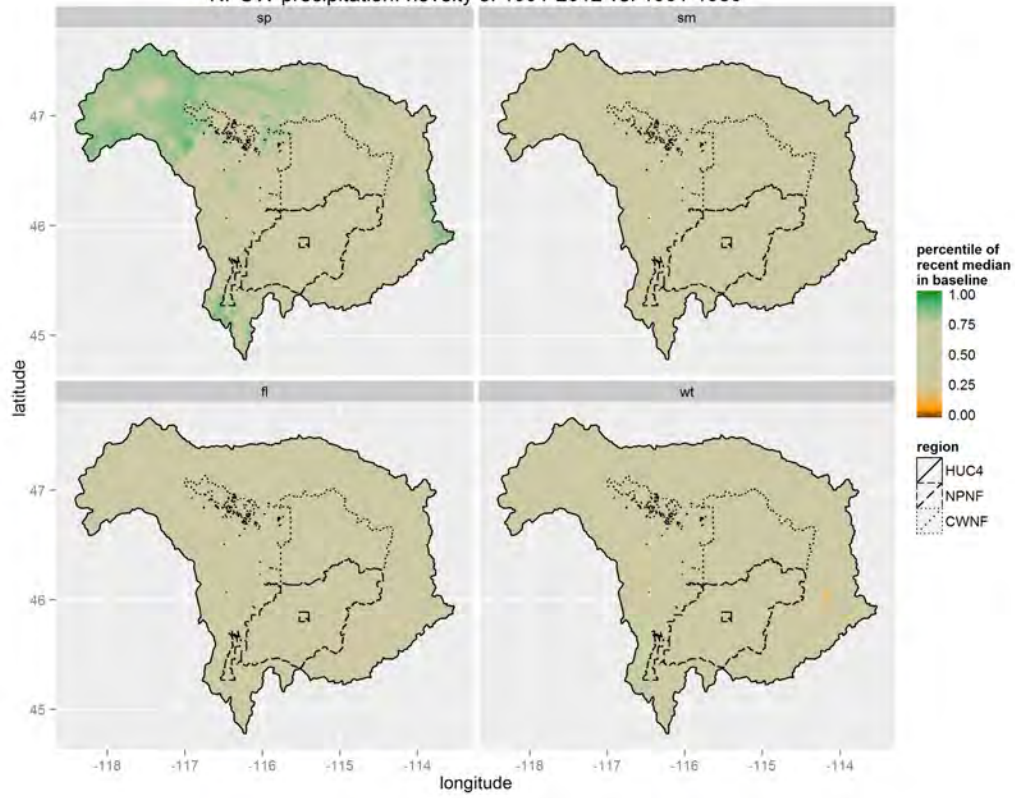 sp
sm
47
46
45
latitude
fl
wt
47
46
45
-118
-117
-116
-115
-114
-118
-117
-116
-115
-114
longitude
percentile of
recent median
in baseline
1.00
0.75
0.50
0.25
0.00
region
HUC4
NPNF
CWNF